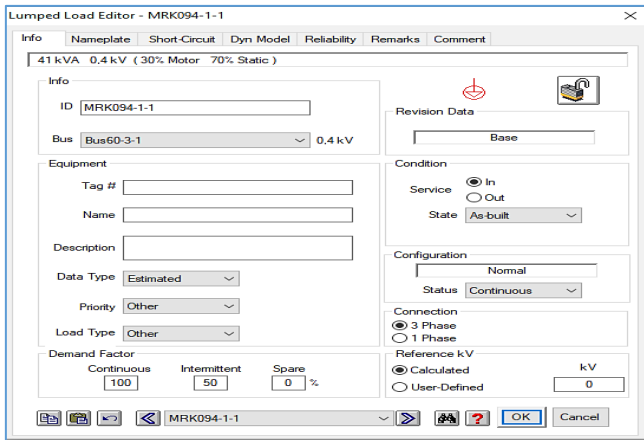 Lumped Load Editor - MRK094-1-1
Info Nameplate Short-Circuit Dyn Model Reliability Remarks Comment
41 kVA 0,4 kV ( 30% Motor 70% Static )
Info
ID MRK094-1-1
Bus Bus60-3-1 0,4 kV
Revision Data
Base
Equipment
Tag #
Name
Description
Data Type Estimated
Priority Other
Load Type Other
Condition
Service In
Out
State As-built
Configuration
Normal
Status Continuous
Connection
3 Phase
1 Phase
Demand Factor
Continuous Intermittent Spare
100 50 0 %
Reference kV
Calculated kV
User-Defined 0
MRK094-1-1 ? OK Cancel